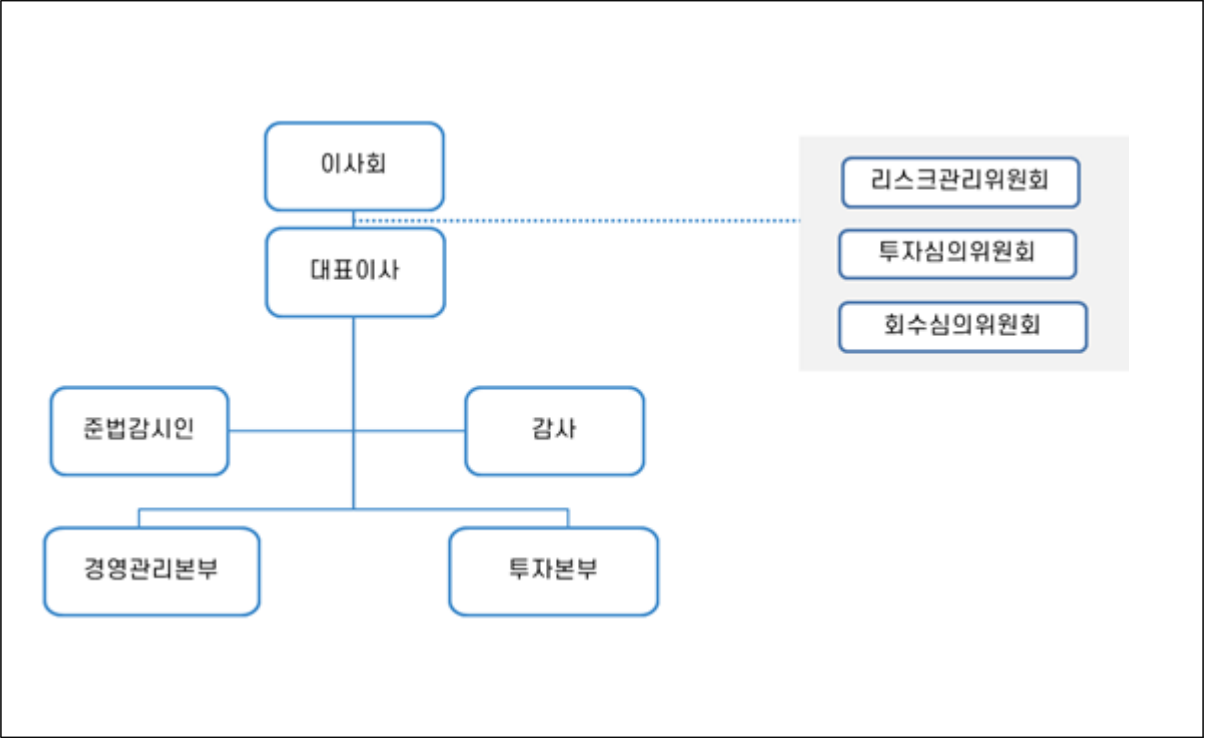 이사회
대표이사
리스크관리위원회
투자심의위원회
회수심의위원회
준법감시인
감사
경영관리본부
투자본부